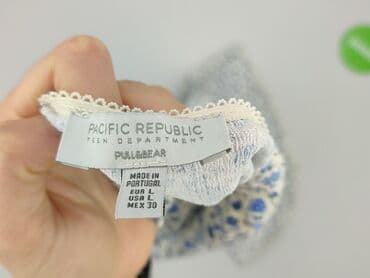 PACIFIC REPUBLIC
TEEN DEPARTMENT
PULL&BEAR
MADE IN
PORTUGAL
EUR L
USA L
MEX 30